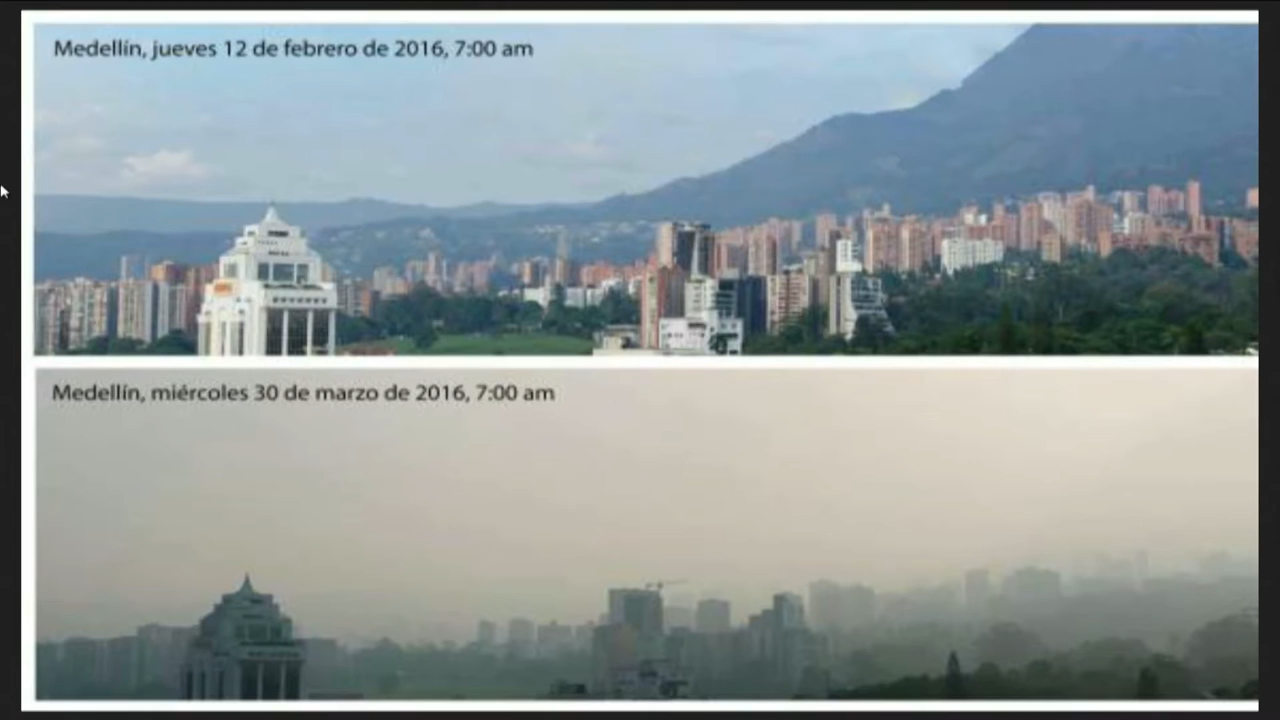 Medellín, jueves 12 de febrero de 2016, 7:00 am
Medellín, miércoles 30 de marzo de 2016, 7:00 am